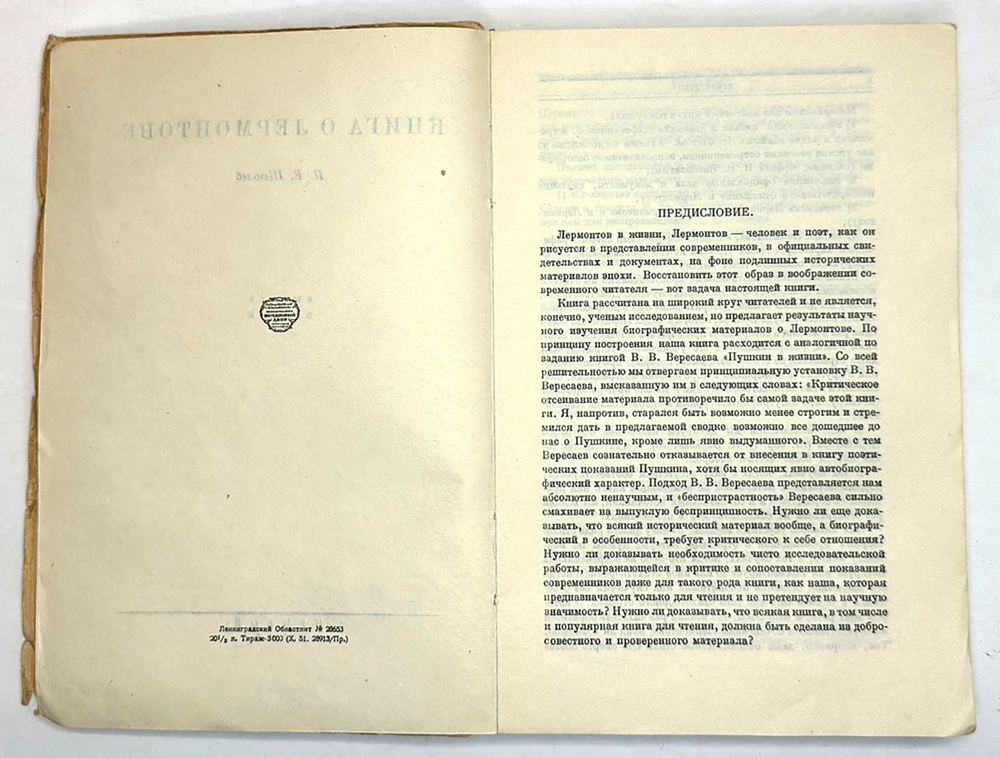 КНИГА О ЛЕРМОНТОВЕ
П. Е. Щеголев
Ленинградский Областлит № 28653
20¹/₂ л. Тираж-3000 (Х. 51. 28913/Пр.)
ПРЕДИСЛОВИЕ.
Лермонтов в жизни, Лермонтов — человек и поэт, как он
рисуется в представлении современников, в официальных сви-
детельствах и документах, на фоне подлинных исторических
материалов эпохи. Восстановить этот образ в воображении со-
временного читателя — вот задача настоящей книги.
Книга рассчитана на широкий круг читателей и не является,
конечно, ученым исследованием, но предлагает результаты науч-
ного изучения биографических материалов о Лермонтове. По
принципу построения наша книга расходится с аналогичной по
заданию книгой В. В. Вересаева «Пушкин в жизни». Со всей
решительностью мы отвергаем принципиальную установку В. В.
Вересаева, высказанную им в следующих словах: «Критическое
отсеивание материала противоречило бы самой задаче этой кни-
ги. Я, напротив, старался быть возможно менее строгим и стре-
мился дать в предлагаемой сводке возможно все дошедшее до
нас о Пушкине, кроме лишь явно выдуманного». Вместе с тем
Вересаев сознательно отказывается от внесения в книгу поэти-
ческих показаний Пушкина, хотя бы носящих явно автобиогра-
фический характер. Подход В. В. Вересаева представляется нам
абсолютно ненаучным, и «беспристрастность» Вересаева сильно
смахивает на выпуклую беспринципность. Нужно ли еще дока-
зывать, что всякий исторический материал вообще, а биографи-
ческий в особенности, требует критического к себе отношения?
Нужно ли доказывать необходимость чисто исследовательской
работы, выражающейся в критике и сопоставлении показаний
современников даже для такого рода книги, как наша, которая
предназначается только для чтения и не претендует на научную
значимость? Нужно ли доказывать, что всякая книга, в том числе
и популярная книга для чтения, должна быть сделана из добро-
совестного и проверенного материала?